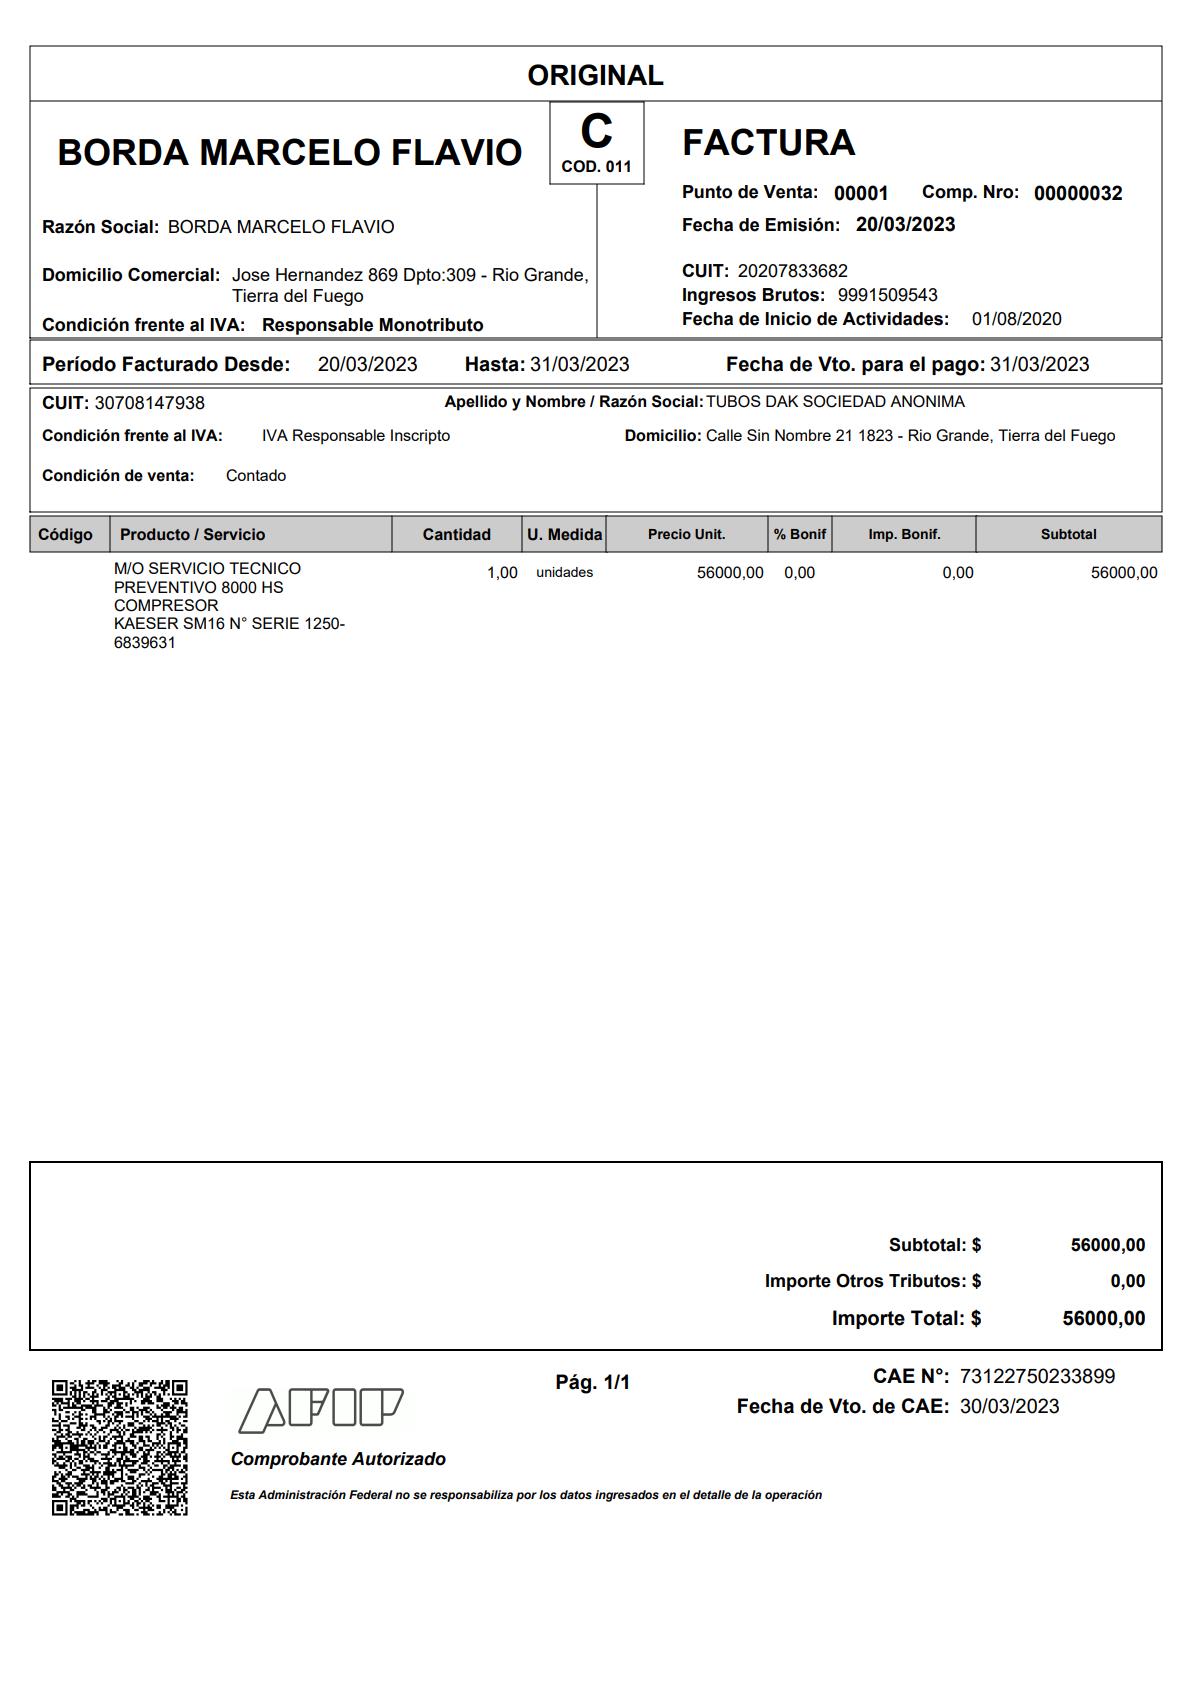 ORIGINAL
BORDA MARCELO FLAVIO
C
COD. 011
FACTURA
Punto de Venta: 00001 Comp. Nro: 00000032
Fecha de Emisión: 20/03/2023
Razón Social: BORDA MARCELO FLAVIO
Domicilio Comercial: Jose Hernandez 869 Dpto:309 - Rio Grande,
Tierra del Fuego
Condición frente al IVA: Responsable Monotributo
CUIT: 20207833682
Ingresos Brutos: 9991509543
Fecha de Inicio de Actividades: 01/08/2020
Período Facturado Desde: 20/03/2023 Hasta: 31/03/2023 Fecha de Vto. para el pago: 31/03/2023
CUIT: 30708147938 Apellido y Nombre / Razón Social: TUBOS DAK SOCIEDAD ANONIMA
Condición frente al IVA: IVA Responsable Inscripto Domicilio: Calle Sin Nombre 21 1823 - Rio Grande, Tierra del Fuego
Condición de venta: Contado
Código Producto / Servicio Cantidad U. Medida Precio Unit. % Bonif Imp. Bonif. Subtotal
M/O SERVICIO TECNICO 1,00 unidades 56000,00 0,00 0,00 56000,00
PREVENTIVO 8000 HS
COMPRESOR
KAESER SM16 N° SERIE 1250-
6839631
Subtotal: $ 56000,00
Importe Otros Tributos: $ 0,00
Importe Total: $ 56000,00
AFIP
Comprobante Autorizado
Esta Administración Federal no se responsabiliza por los datos ingresados en el detalle de la operación
Pág. 1/1
CAE N°: 73122750233899
Fecha de Vto. de CAE: 30/03/2023